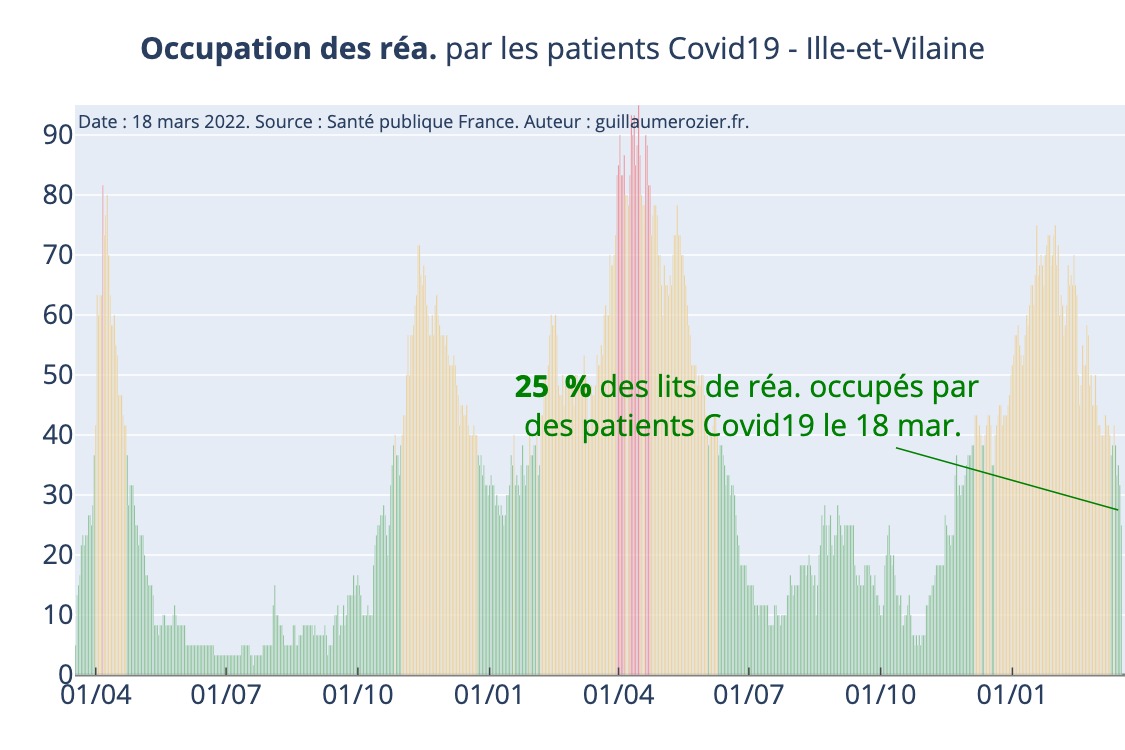 Occupation des réa. par les patients Covid19 - Ille-et-Vilaine
Date : 18 mars 2022. Source : Santé publique France. Auteur : guillaumerozier.fr.
90
80
70
60
50
40
30
20
10
0
25 % des lits de réa. occupés par
des patients Covid19 le 18 mar.
01/04 01/07 01/10 01/01 01/04 01/07 01/10 01/01